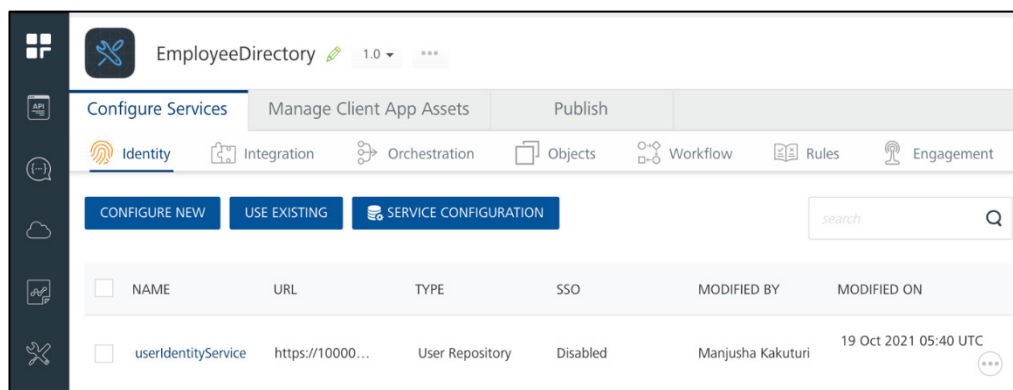 EmployeeDirectory 1.0
API
Configure Services Manage Client App Assets Publish
Identity Integration Orchestration Objects Workflow Rules Engagement
CONFIGURE NEW USE EXISTING SERVICE CONFIGURATION search
NAME URL TYPE SSO MODIFIED BY MODIFIED ON
userIdentityService https://10000... User Repository Disabled Manjusha Kakuturi 19 Oct 2021 05:40 UTC